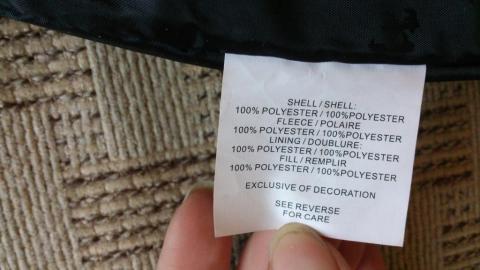 SHELL / SHELL:
100% POLYESTER / 100%POLYESTER
FLEECE / POLAIRE
100% POLYESTER / 100%POLYESTER
LINING / DOUBLURE:
100% POLYESTER / 100%POLYESTER
FILL / REMPLIR
100% POLYESTER / 100%POLYESTER
EXCLUSIVE OF DECORATION
SEE REVERSE
FOR CARE